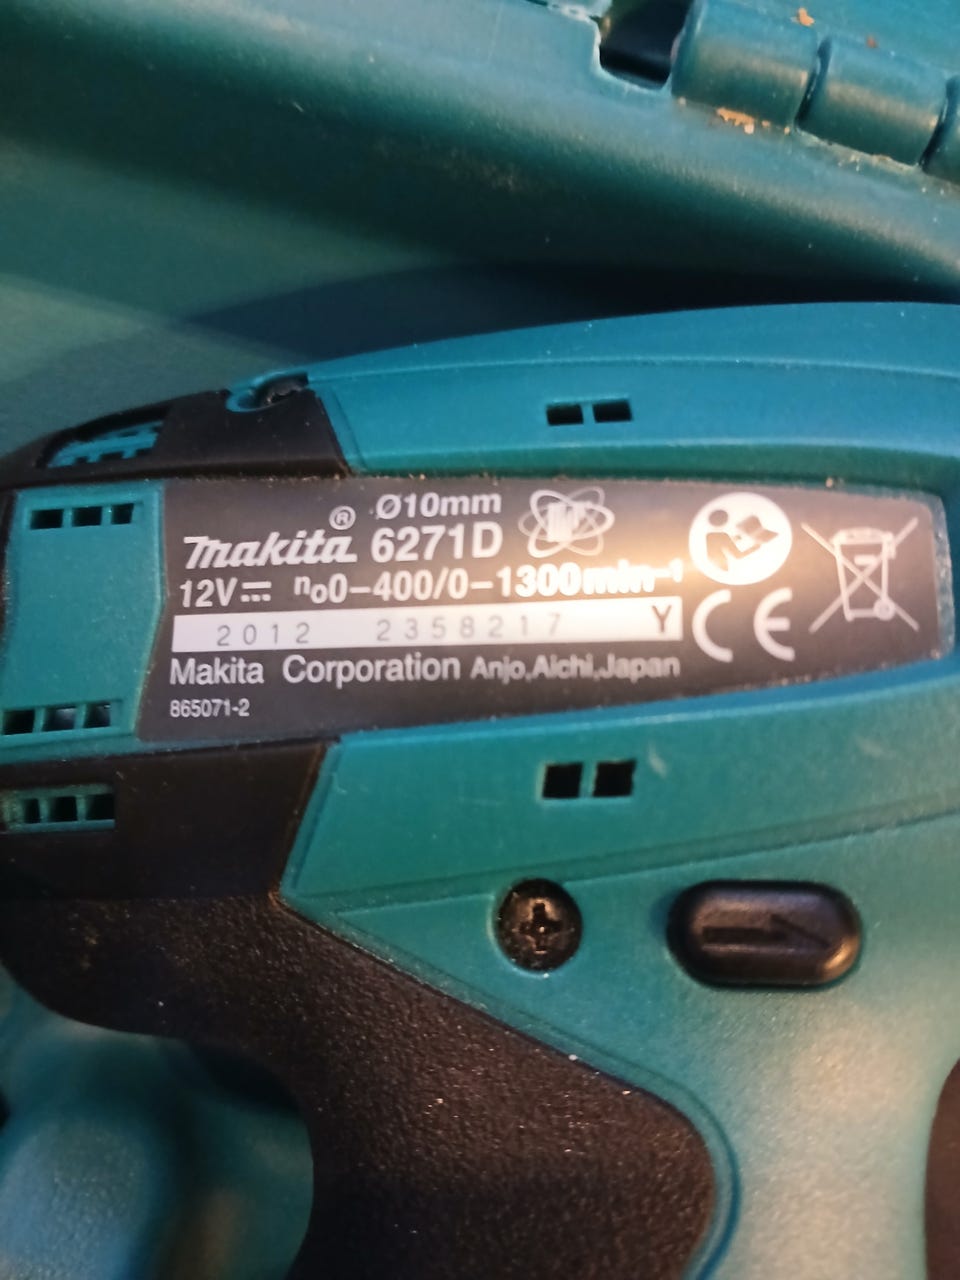 Ø10mm
makita® 6271D
12V⎓ n₀0-400/0-1300min⁻¹
2012 2358217 Y
CE
Makita Corporation Anjo,Aichi,Japan
865071-2